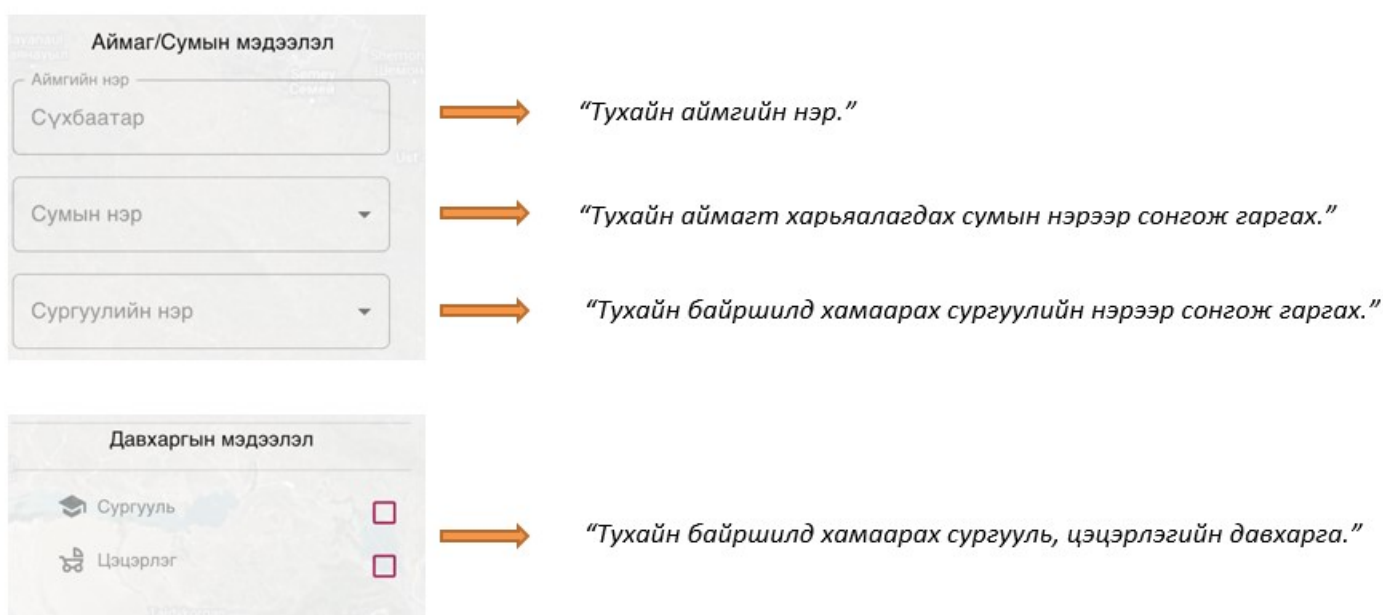 Аймаг/Сумын мэдээлэл
Аймгийн нэр
Сүхбаатар
“Тухайн аймгийн нэр.”
Сумын нэр
“Тухайн аймагт харьяалагдах сумын нэрээр сонгож гаргах.”
Сургуулийн нэр
“Тухайн байршилд хамаарах сургуулийн нэрээр сонгож гаргах.”
Давхаргын мэдээлэл
Сургууль
Цэцэрлэг
“Тухайн байршилд хамаарах сургууль, цэцэрлэгийн давхарга.”